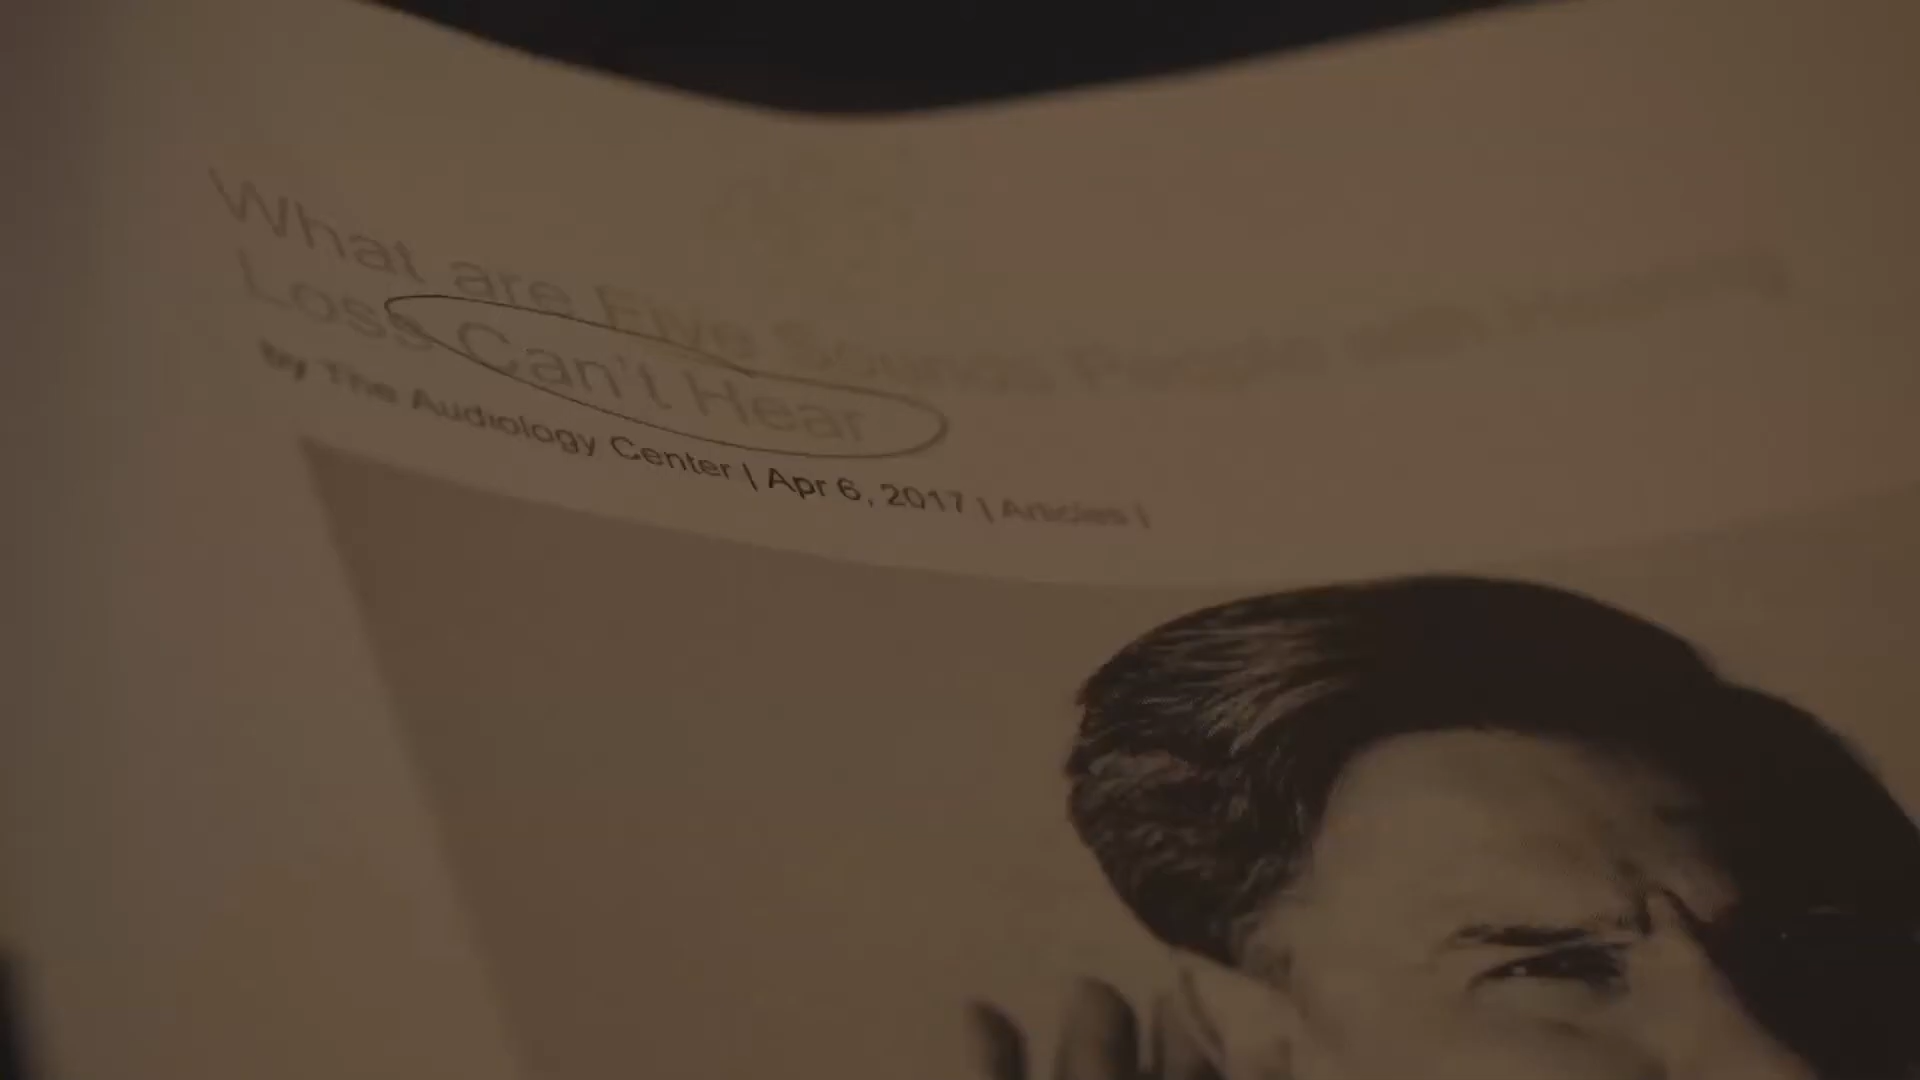 What are Five Sounds People with Hearing
Loss Can't Hear
by The Audiology Center | Apr 6, 2017 | Articles |